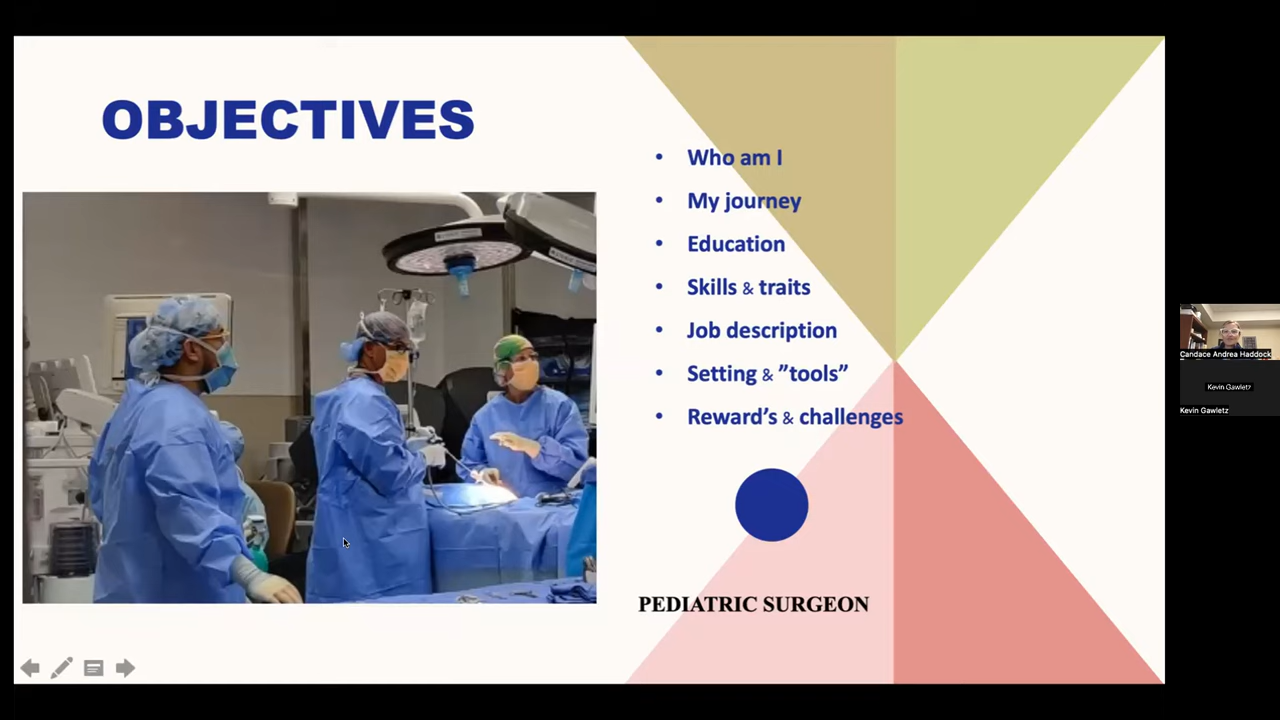 OBJECTIVES
• Who am I
• My journey
• Education
• Skills & traits
• Job description
• Setting & ”tools”
• Reward’s & challenges
PEDIATRIC SURGEON
Candace Andrea Haddock
Kevin Gawletz
Kevin Gawletz